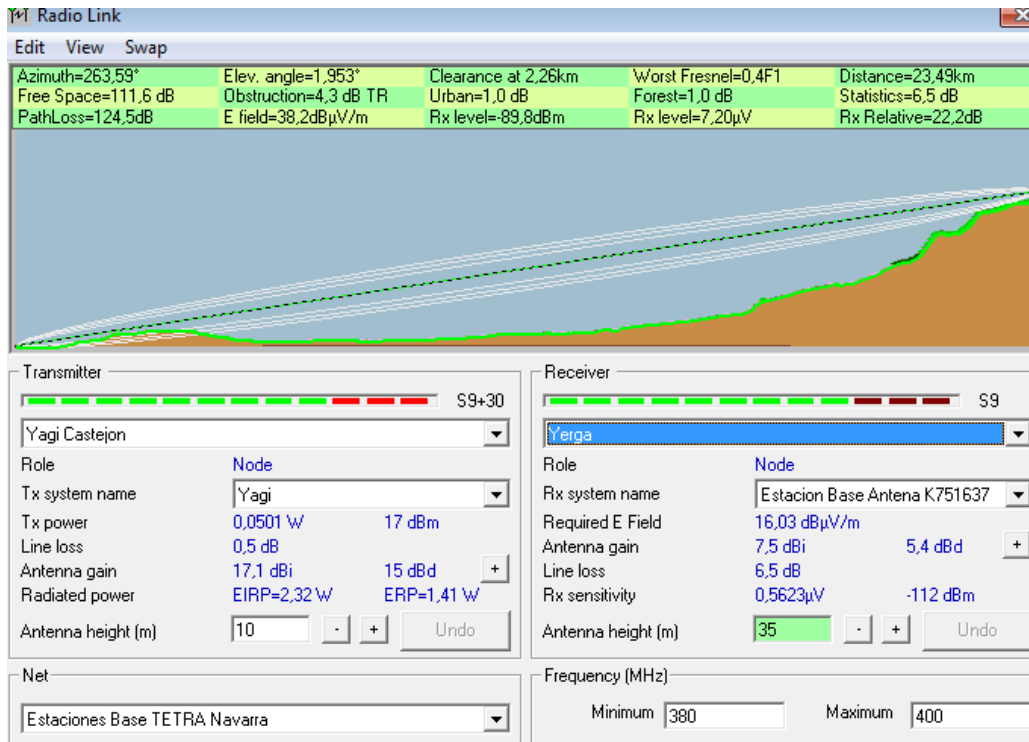 Radio Link
Edit View Swap
Azimuth=263,59° Elev. angle=1,953° Clearance at 2,26km Worst Fresnel=0,4F1 Distance=23,49km
Free Space=111,6 dB Obstruction=4,3 dB TR Urban=1,0 dB Forest=1,0 dB Statistics=6,5 dB
PathLoss=124,5dB E field=38,2dBµV/m Rx level=-89,8dBm Rx level=7,20µV Rx Relative=22,2dB
Transmitter
S9+30
Yagi Castejon
Role Node
Tx system name Yagi
Tx power 0,0501 W 17 dBm
Line loss 0,5 dB
Antenna gain 17,1 dBi 15 dBd +
Radiated power EIRP=2,32 W ERP=1,41 W
Antenna height (m) 10 - + Undo
Net
Estaciones Base TETRA Navarra
Receiver
S9
Yerga
Role Node
Rx system name Estacion Base Antena K751637
Required E Field 16,03 dBµV/m
Antenna gain 7,5 dBi 5,4 dBd +
Line loss 6,5 dB
Rx sensitivity 0,5623µV -112 dBm
Antenna height (m) 35 - + Undo
Frequency (MHz)
Minimum 380 Maximum 400